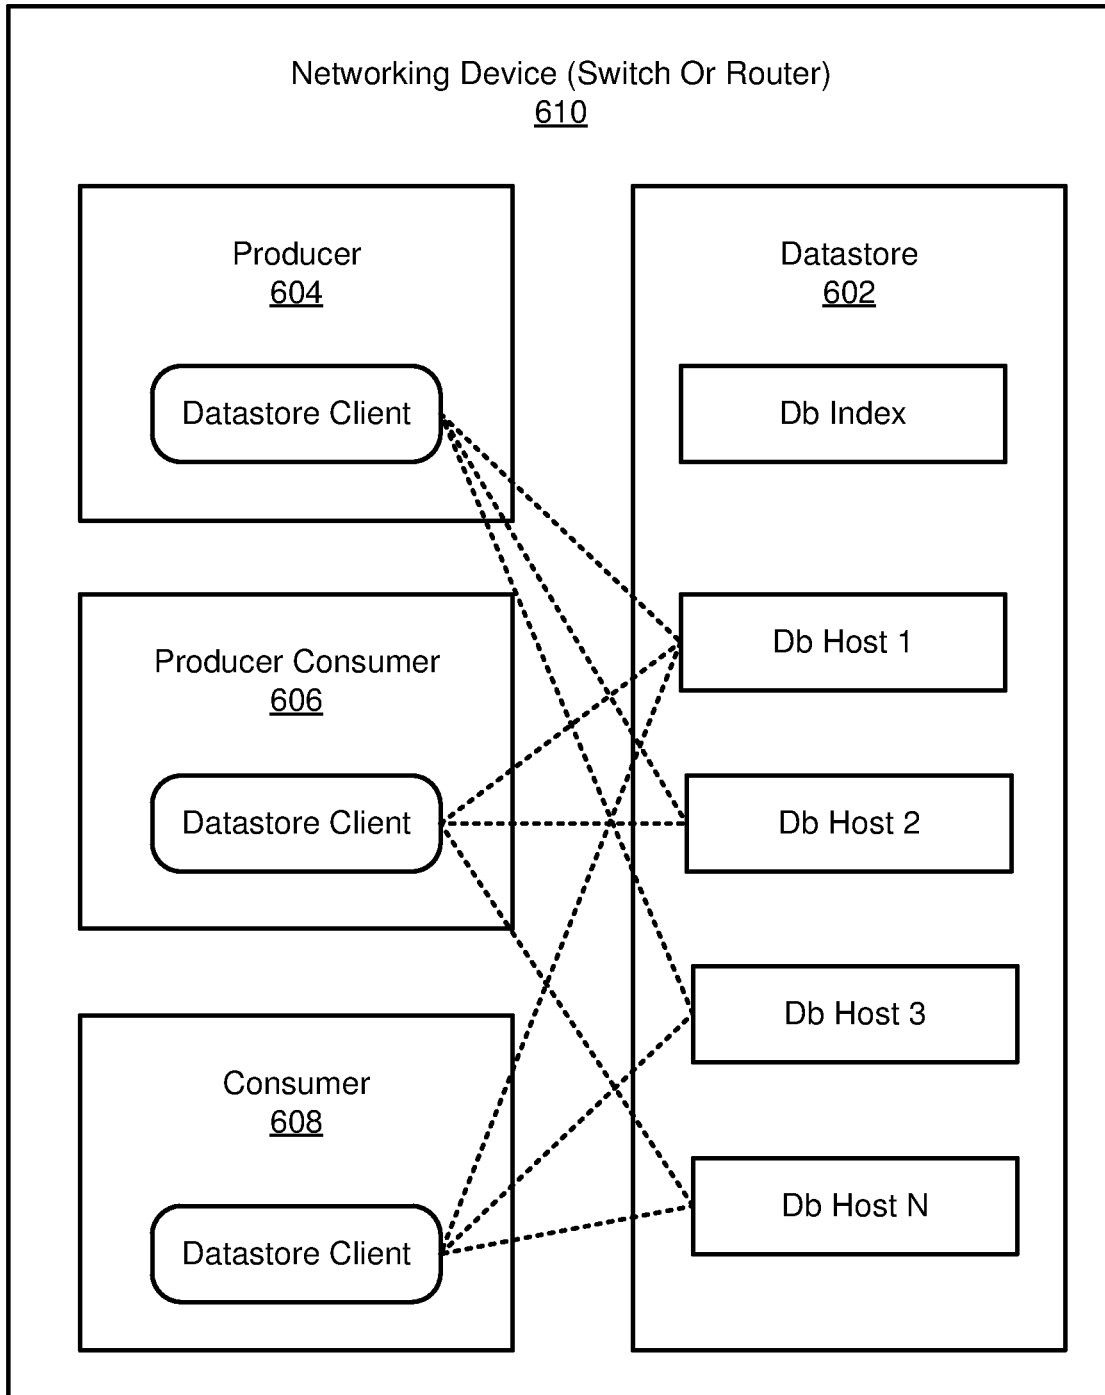 Networking Device (Switch Or Router)
610
Producer
604
Datastore Client
Producer Consumer
606
Datastore Client
Consumer
608
Datastore Client
Datastore
602
Db Index
Db Host 1
Db Host 2
Db Host 3
Db Host N